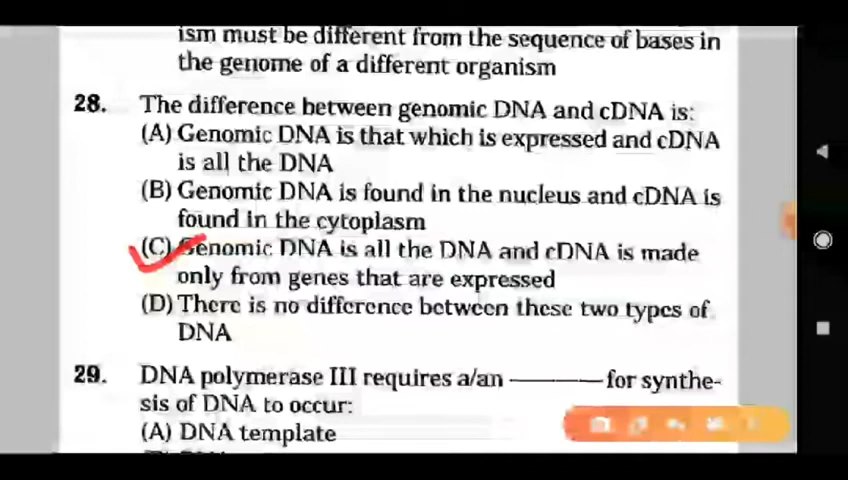 ism must be different from the sequence of bases in
the genome of a different organism
28. The difference between genomic DNA and cDNA is:
(A) Genomic DNA is that which is expressed and cDNA
is all the DNA
(B) Genomic DNA is found in the nucleus and cDNA is
found in the cytoplasm
(C) Genomic DNA is all the DNA and cDNA is made
only from genes that are expressed
(D) There is no difference between these two types of
DNA
29. DNA polymerase III requires a/an ——— for synthe-
sis of DNA to occur:
(A) DNA template